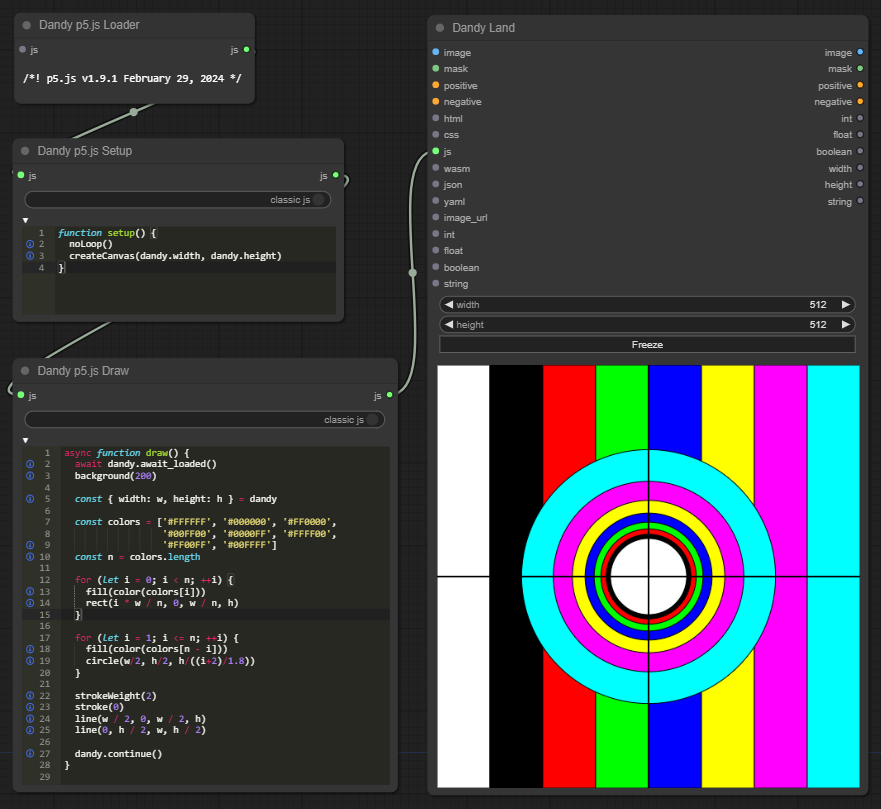 Dandy p5.js Loader
js js
/*! p5.js v1.9.1 February 29, 2024 */
Dandy p5.js Setup
js js
classic js
1 function setup() {
2 noLoop()
3 createCanvas(dandy.width, dandy.height)
4 }
Dandy p5.js Draw
js js
classic js
1 async function draw() {
2 await dandy.await_loaded()
3 background(200)
4
5 const { width: w, height: h } = dandy
6
7 const colors = ['#FFFFFF', '#000000', '#FF0000',
8 '#00FF00', '#0000FF', '#FFFF00',
9 '#FF00FF', '#00FFFF']
10 const n = colors.length
11
12 for (let i = 0; i < n; ++i) {
13 fill(color(colors[i]))
14 rect(i * w / n, 0, w / n, h)
15 }
16
17 for (let i = 1; i <= n; ++i) {
18 fill(color(colors[n - i]))
19 circle(w/2, h/2, h/((i+2)/1.8))
20 }
21
22 strokeWeight(2)
23 stroke(0)
24 line(w / 2, 0, w / 2, h)
25 line(0, h / 2, w, h / 2)
26
27 dandy.continue()
28 }
29
Dandy Land
image image
mask mask
positive positive
negative negative
html int
css float
js boolean
wasm width
json height
yaml string
image_url
int
float
boolean
string
width 512
height 512
Freeze